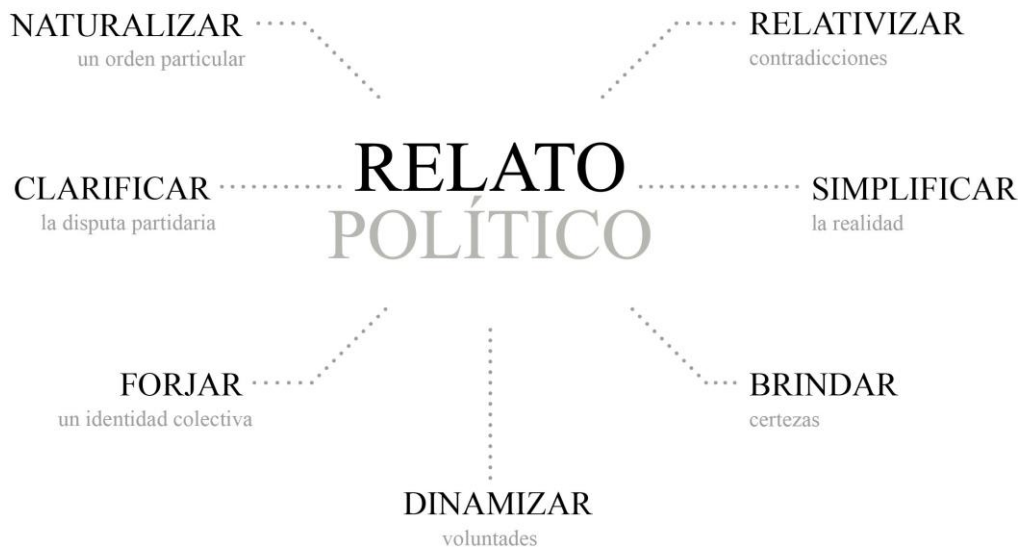 NATURALIZAR
un orden particular
RELATIVIZAR
contradicciones
RELATO
POLÍTICO
CLARIFICAR
la disputa partidaria
SIMPLIFICAR
la realidad
FORJAR
un identidad colectiva
BRINDAR
certezas
DINAMIZAR
voluntades